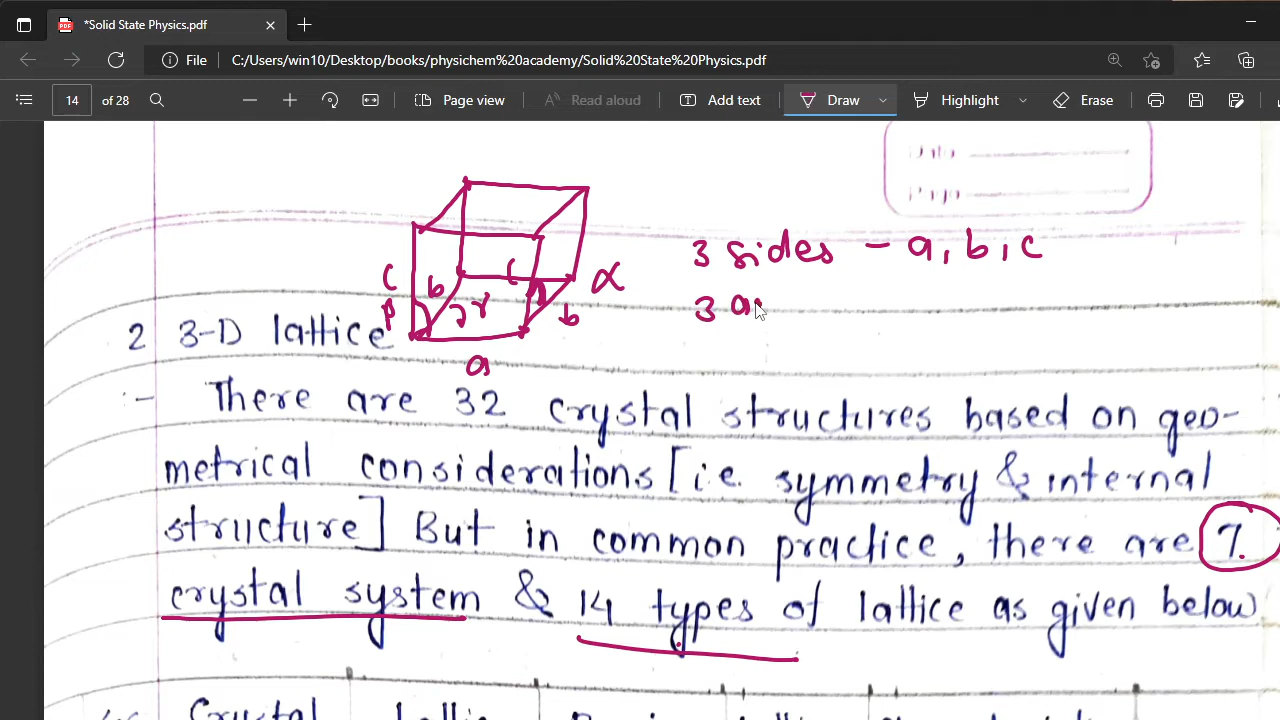 *Solid State Physics.pdf
File C:/Users/win10/Desktop/books/physichem%20academy/Solid%20State%20Physics.pdf
14 of 28 Page view Read aloud Add text Draw Highlight Erase
3 sides - a, b, c
3 a
c b c α
β γ b
a
2 3-D lattice
:- There are 32 crystal structures based on geo-
metrical considerations [i.e. symmetry & internal
structure] But in common practice, there are 7
crystal system & 14 types of lattice as given below
Crystal